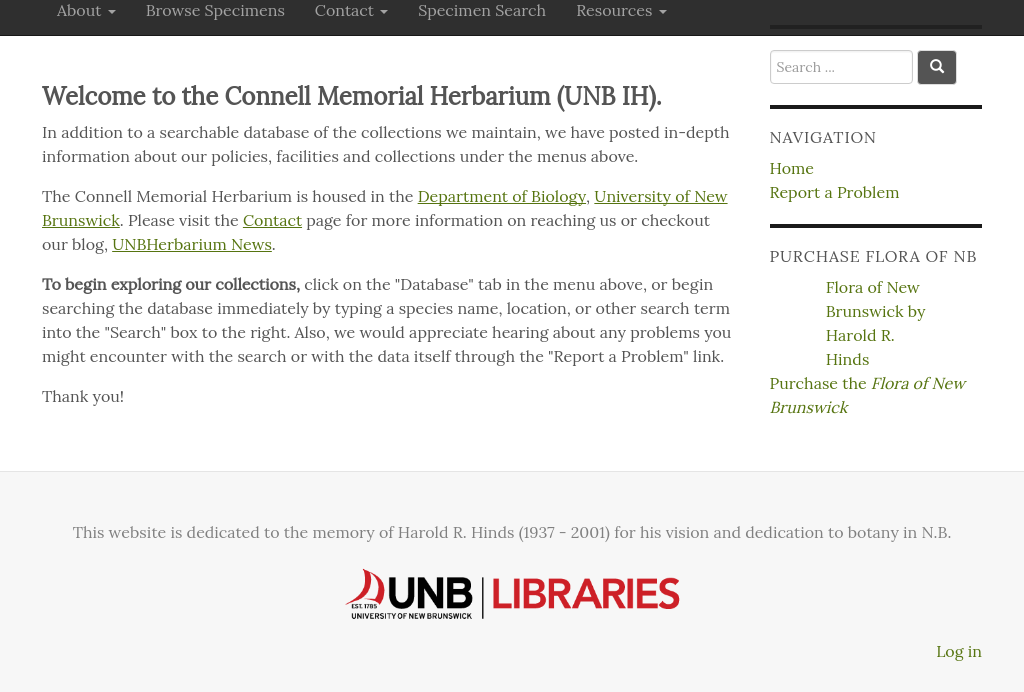 About Browse Specimens Contact Specimen Search Resources
Welcome to the Connell Memorial Herbarium (UNB IH).
In addition to a searchable database of the collections we maintain, we have posted in-depth
information about our policies, facilities and collections under the menus above.
The Connell Memorial Herbarium is housed in the Department of Biology, University of New
Brunswick. Please visit the Contact page for more information on reaching us or checkout
our blog, UNBHerbarium News.
To begin exploring our collections, click on the "Database" tab in the menu above, or begin
searching the database immediately by typing a species name, location, or other search term
into the "Search" box to the right. Also, we would appreciate hearing about any problems you
might encounter with the search or with the data itself through the "Report a Problem" link.
Thank you!
Search ...
NAVIGATION
Home
Report a Problem
PURCHASE FLORA OF NB
Flora of New
Brunswick by
Harold R.
Hinds
Purchase the Flora of New
Brunswick
This website is dedicated to the memory of Harold R. Hinds (1937 - 2001) for his vision and dedication to botany in N.B.
EST. 1785 UNB LIBRARIES
UNIVERSITY OF NEW BRUNSWICK
Log in